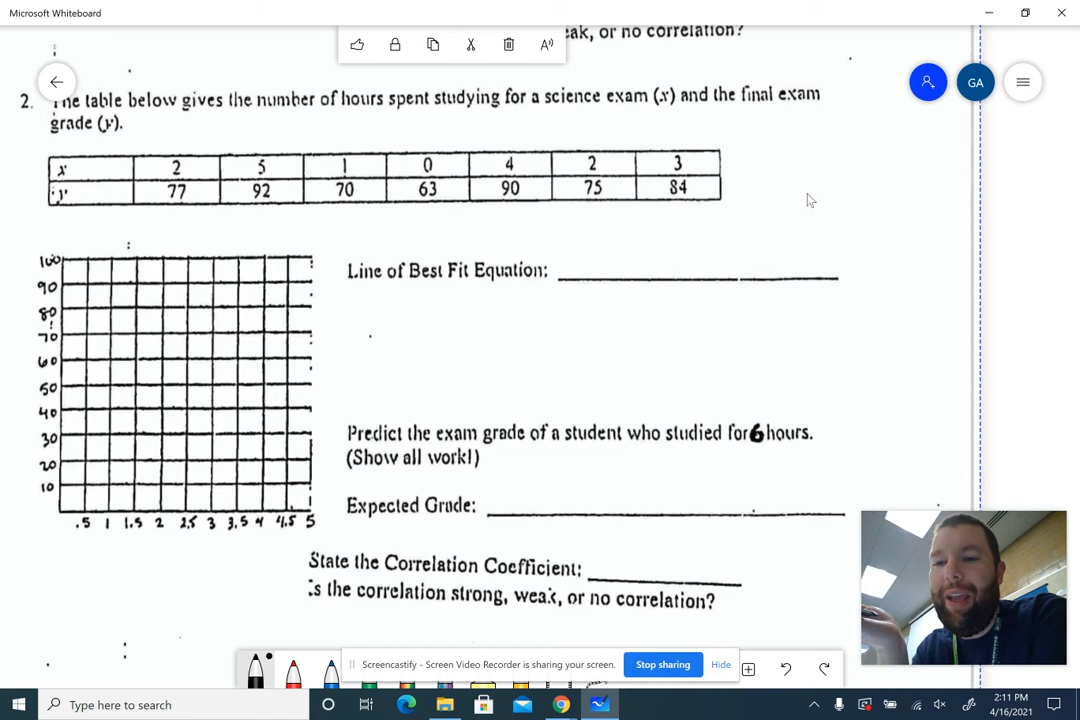 Microsoft Whiteboard
eak, or no correlation?
2. The table below gives the number of hours spent studying for a science exam (x) and the final exam
grade (y).
GA
x 2 5 1 0 4 2 3
y 77 92 70 63 90 75 84
100
90
80
70
60
50
40
30
20
10
.5 1 1.5 2 2.5 3 3.5 4 4.5 5
Line of Best Fit Equation:
Predict the exam grade of a student who studied for 6 hours.
(Show all work!)
Expected Grade:
State the Correlation Coefficient:
Is the correlation strong, weak, or no correlation?
Screencastify - Screen Video Recorder is sharing your screen.
Stop sharing
Hide
Type here to search
2:11 PM
4/16/2021